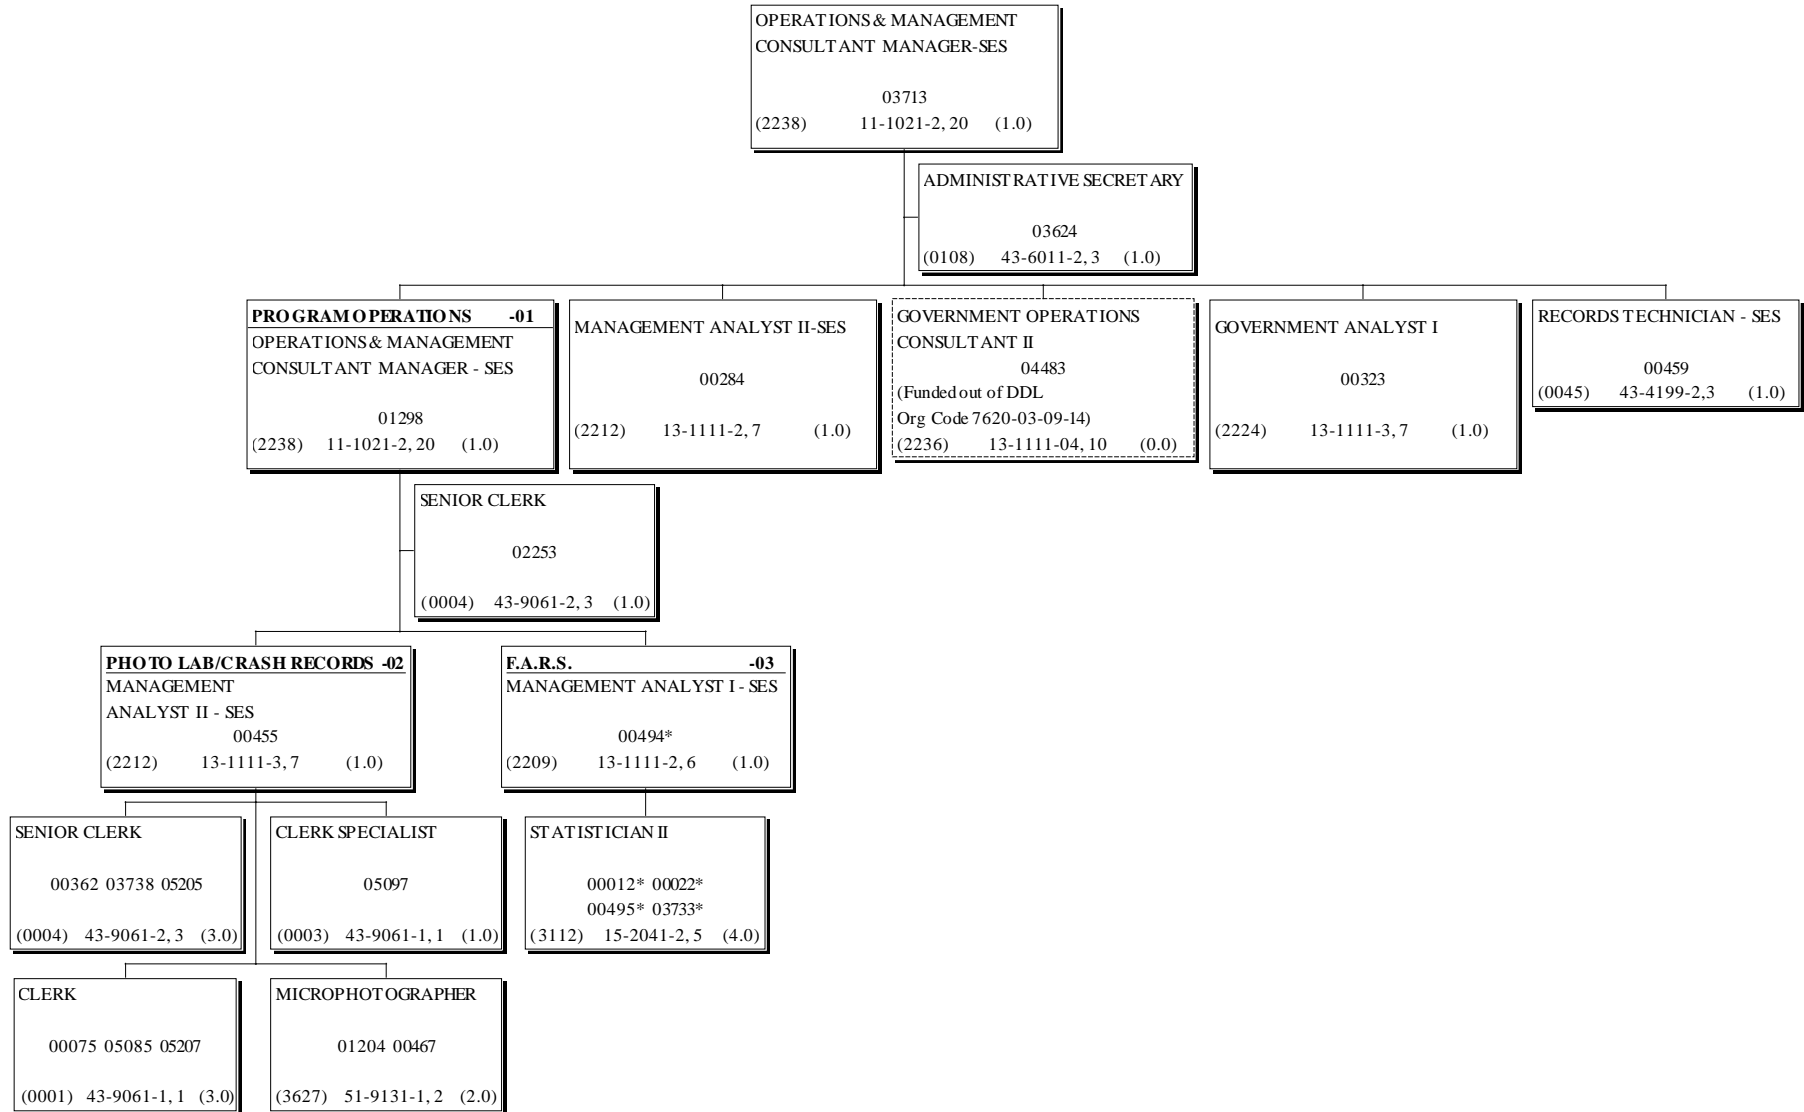 OPERATIONS & MANAGEMENT
CONSULTANT MANAGER-SES
03713
(2238) 11-1021-2, 20 (1.0)
ADMINISTRATIVE SECRETARY
03624
(0108) 43-6011-2, 3 (1.0)
PROGRAM OPERATIONS -01
OPERATIONS & MANAGEMENT
CONSULTANT MANAGER - SES
01298
(2238) 11-1021-2, 20 (1.0)
MANAGEMENT ANALYST II-SES
00284
(2212) 13-1111-2, 7 (1.0)
GOVERNMENT OPERATIONS
CONSULTANT II
04483
(Funded out of DDL
Org Code 7620-03-09-14)
(2236) 13-1111-04, 10 (0.0)
GOVERNMENT ANALYST I
00323
(2224) 13-1111-3, 7 (1.0)
RECORDS TECHNICIAN - SES
00459
(0045) 43-4199-2,3 (1.0)
SENIOR CLERK
02253
(0004) 43-9061-2, 3 (1.0)
PHOTO LAB/CRASH RECORDS -02
MANAGEMENT
ANALYST II - SES
00455
(2212) 13-1111-3, 7 (1.0)
F.A.R.S. -03
MANAGEMENT ANALYST I - SES
00494*
(2209) 13-1111-2, 6 (1.0)
SENIOR CLERK
00362 03738 05205
(0004) 43-9061-2, 3 (3.0)
CLERK SPECIALIST
05097
(0003) 43-9061-1, 1 (1.0)
STATISTICIAN II
00012* 00022*
00495* 03733*
(3112) 15-2041-2, 5 (4.0)
CLERK
00075 05085 05207
(0001) 43-9061-1, 1 (3.0)
MICROPHOTOGRAPHER
01204 00467
(3627) 51-9131-1, 2 (2.0)